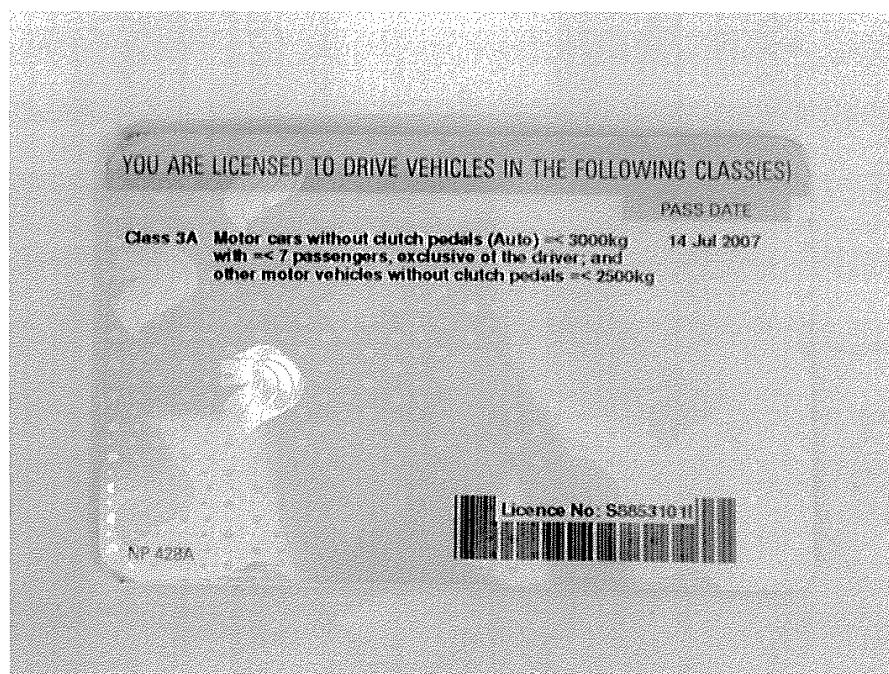 YOU ARE LICENSED TO DRIVE VEHICLES IN THE FOLLOWING CLASS(ES)
PASS DATE
Class 3A Motor cars without clutch pedals (Auto) =< 3000kg 14 Jul 2007
with =< 7 passengers, exclusive of the driver; and
other motor vehicles without clutch pedals =< 2500kg
Licence No:
NP 428A